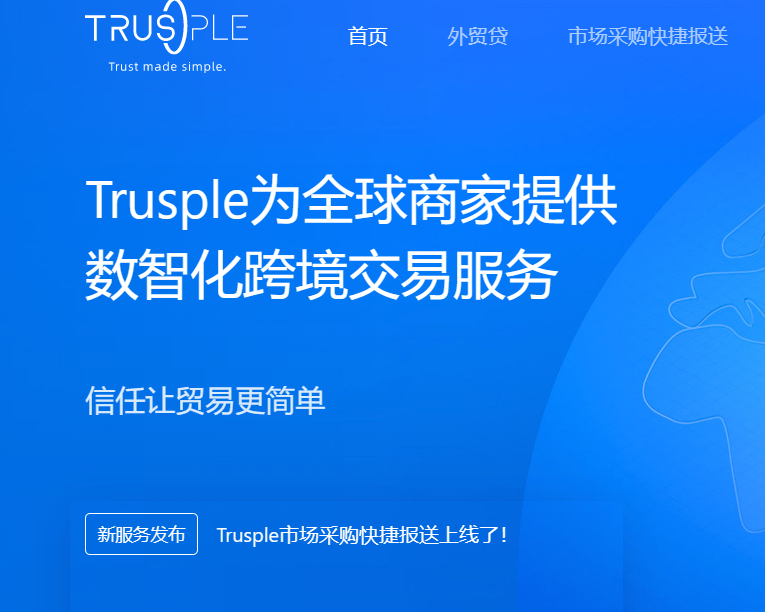 TRUSPLE
Trust made simple.
首页 外贸贷 市场采购快捷报送
Trusple为全球商家提供
数智化跨境交易服务
信任让贸易更简单
新服务发布 Trusple市场采购快捷报送上线了!